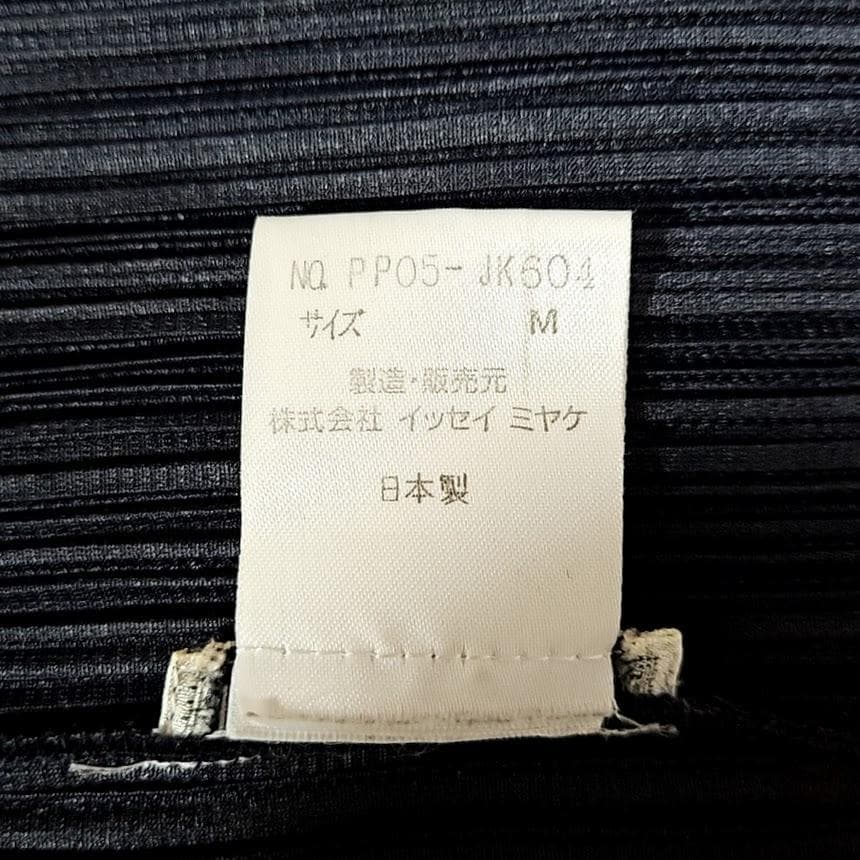 NO. PP05-JK604
サイズ M
製造・販売元
株式会社 イッセイ ミヤケ
日本製